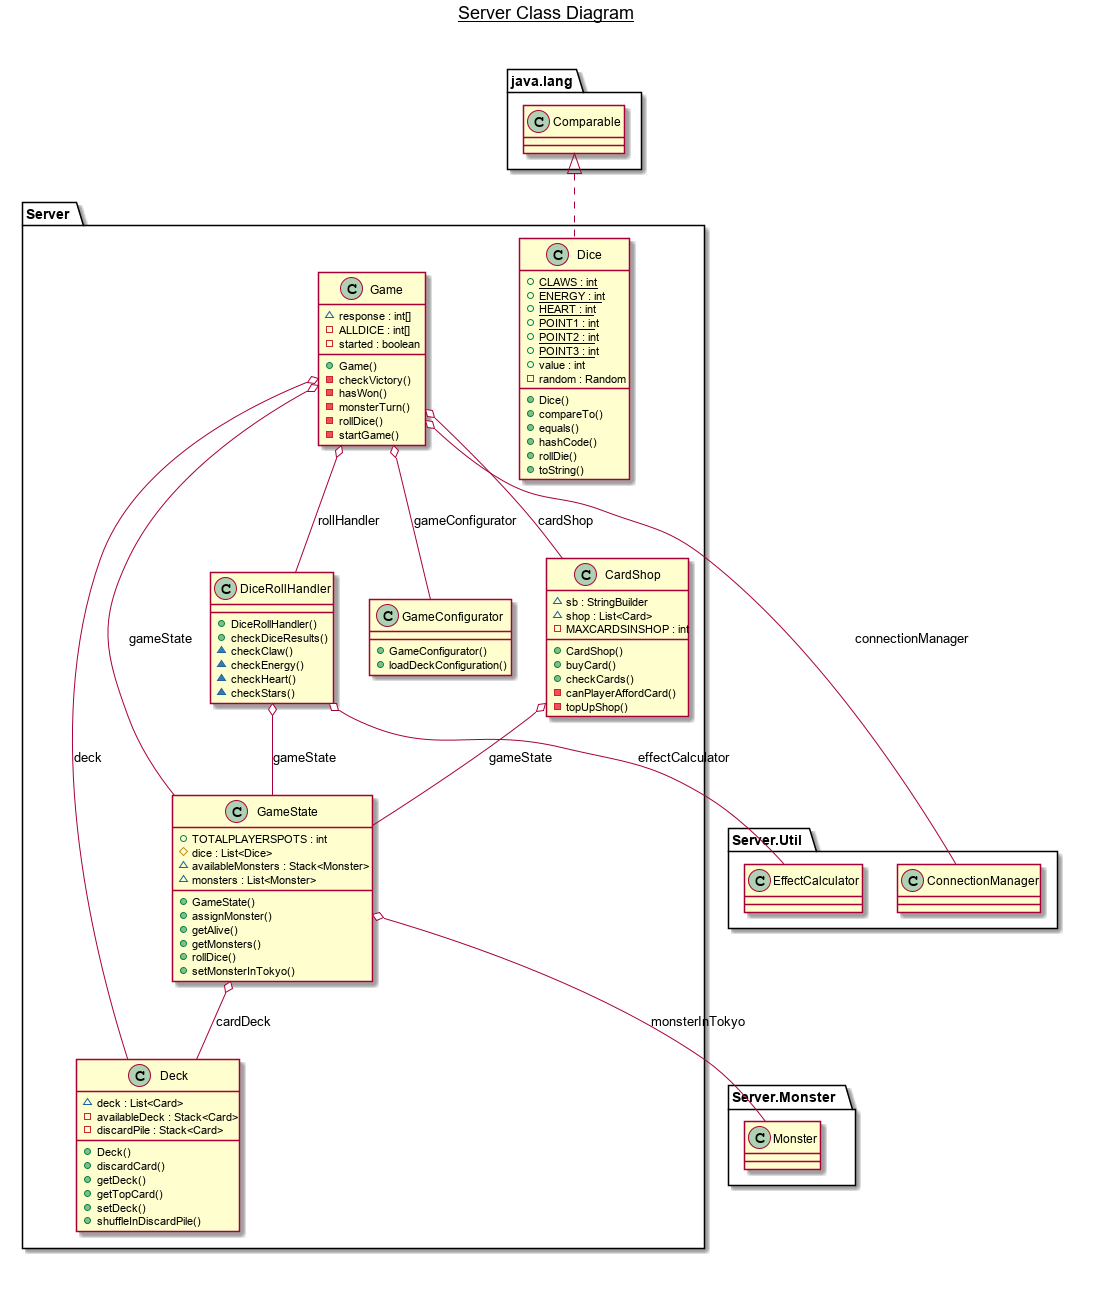 Server Class Diagram
java.lang
C Comparable
Server
C Dice
CLAWS : int
ENERGY : int
HEART : int
POINT1 : int
POINT2 : int
POINT3 : int
value : int
random : Random
Dice()
compareTo()
equals()
hashCode()
rollDie()
toString()
C Game
response : int[]
ALLDICE : int[]
started : boolean
Game()
checkVictory()
hasWon()
monsterTurn()
rollDice()
startGame()
rollHandler
gameConfigurator
cardShop
connectionManager
gameState
deck
C DiceRollHandler
DiceRollHandler()
checkDiceResults()
checkClaw()
checkEnergy()
checkHeart()
checkStars()
C GameConfigurator
GameConfigurator()
loadDeckConfiguration()
C CardShop
sb : StringBuilder
shop : List<Card>
MAXCARDSINSHOP : int
CardShop()
buyCard()
checkCards()
canPlayerAffordCard()
topUpShop()
gameState
gameState
effectCalculator
C GameState
TOTALPLAYERSPOTS : int
dice : List<Dice>
availableMonsters : Stack<Monster>
monsters : List<Monster>
GameState()
assignMonster()
getAlive()
getMonsters()
rollDice()
setMonsterInTokyo()
Server.Util
C EffectCalculator
C ConnectionManager
cardDeck
monsterInTokyo
C Deck
deck : List<Card>
availableDeck : Stack<Card>
discardPile : Stack<Card>
Deck()
discardCard()
getDeck()
getTopCard()
setDeck()
shuffleInDiscardPile()
Server.Monster
C Monster